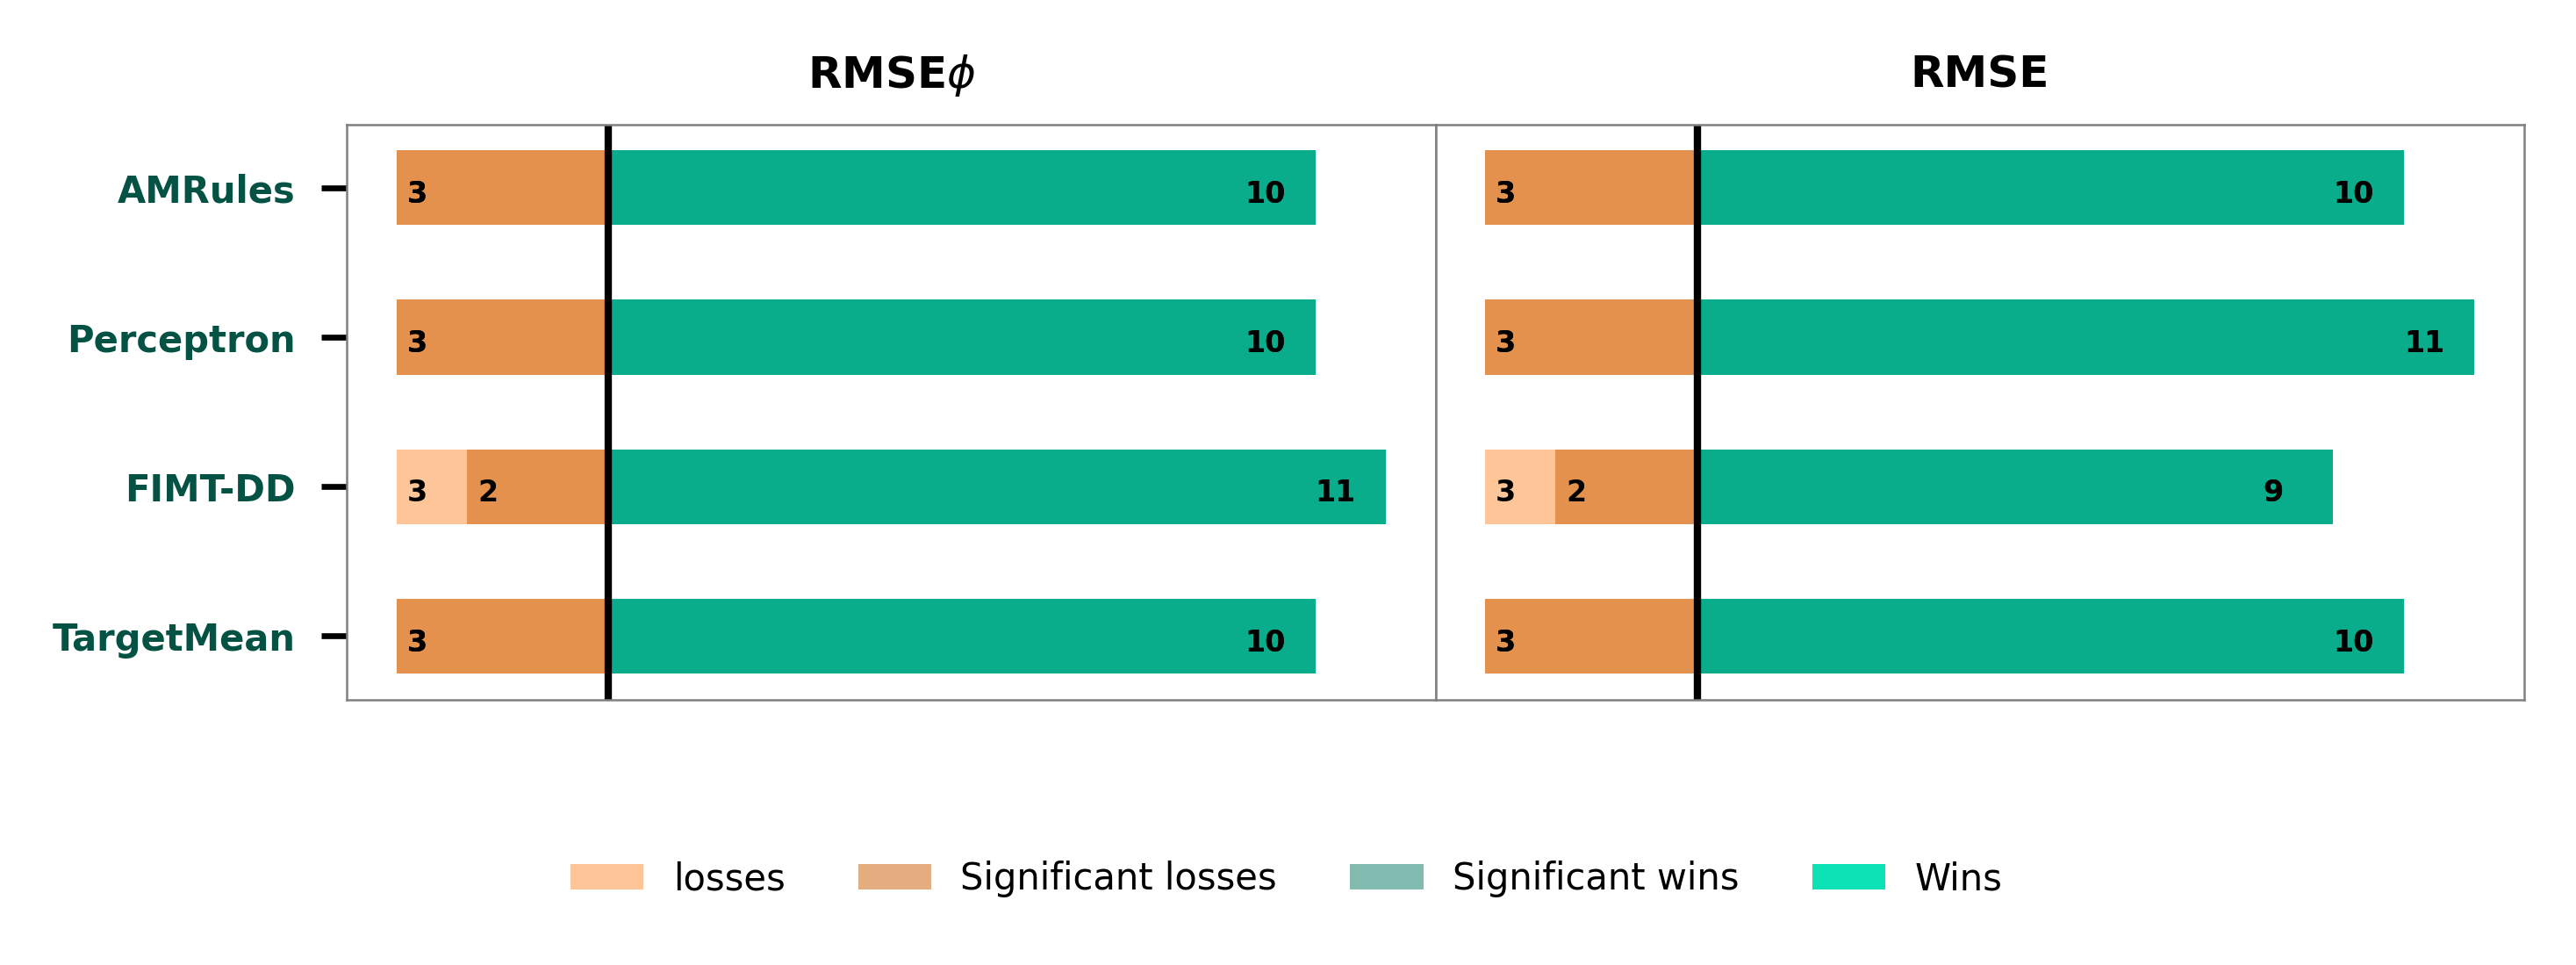 RMSEϕ RMSE
AMRules 3 10 3 10
Perceptron 3 10 3 11
FIMT-DD 3 2 11 3 2 9
TargetMean 3 10 3 10
losses Significant losses Significant wins Wins